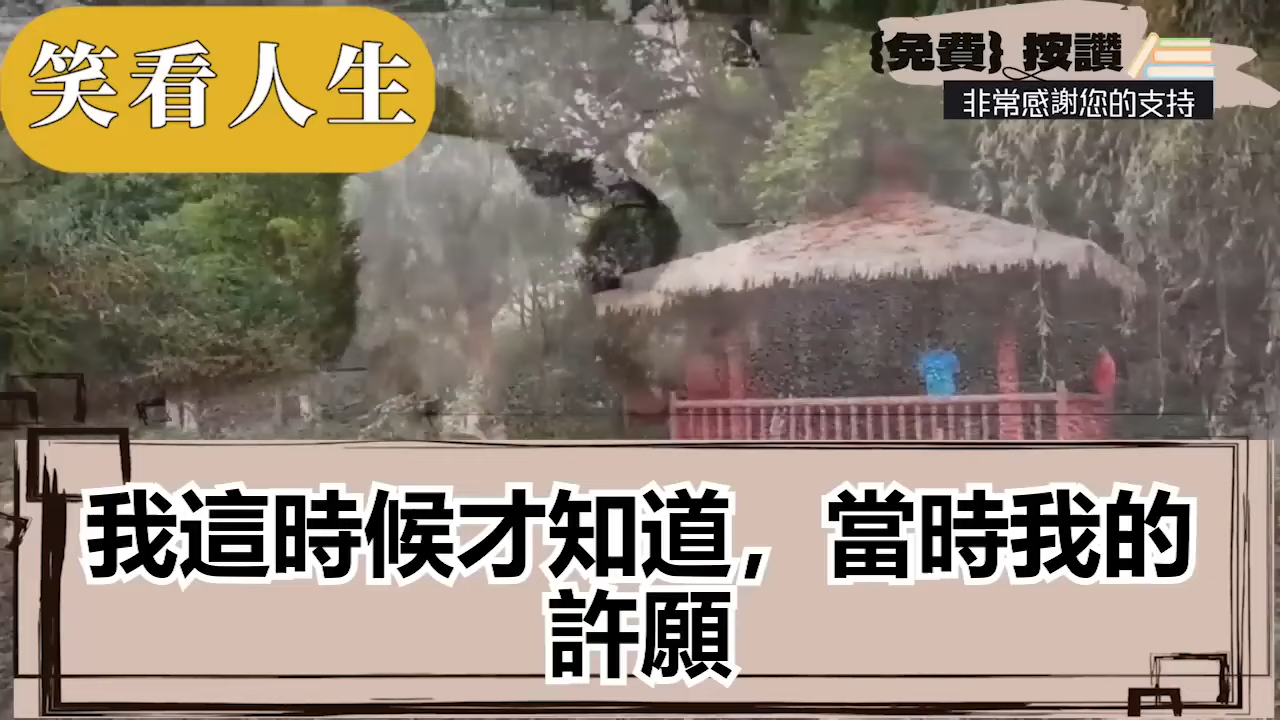 笑看人生
{免費} 按讚
非常感謝您的支持
我這時候才知道，當時我的
許願